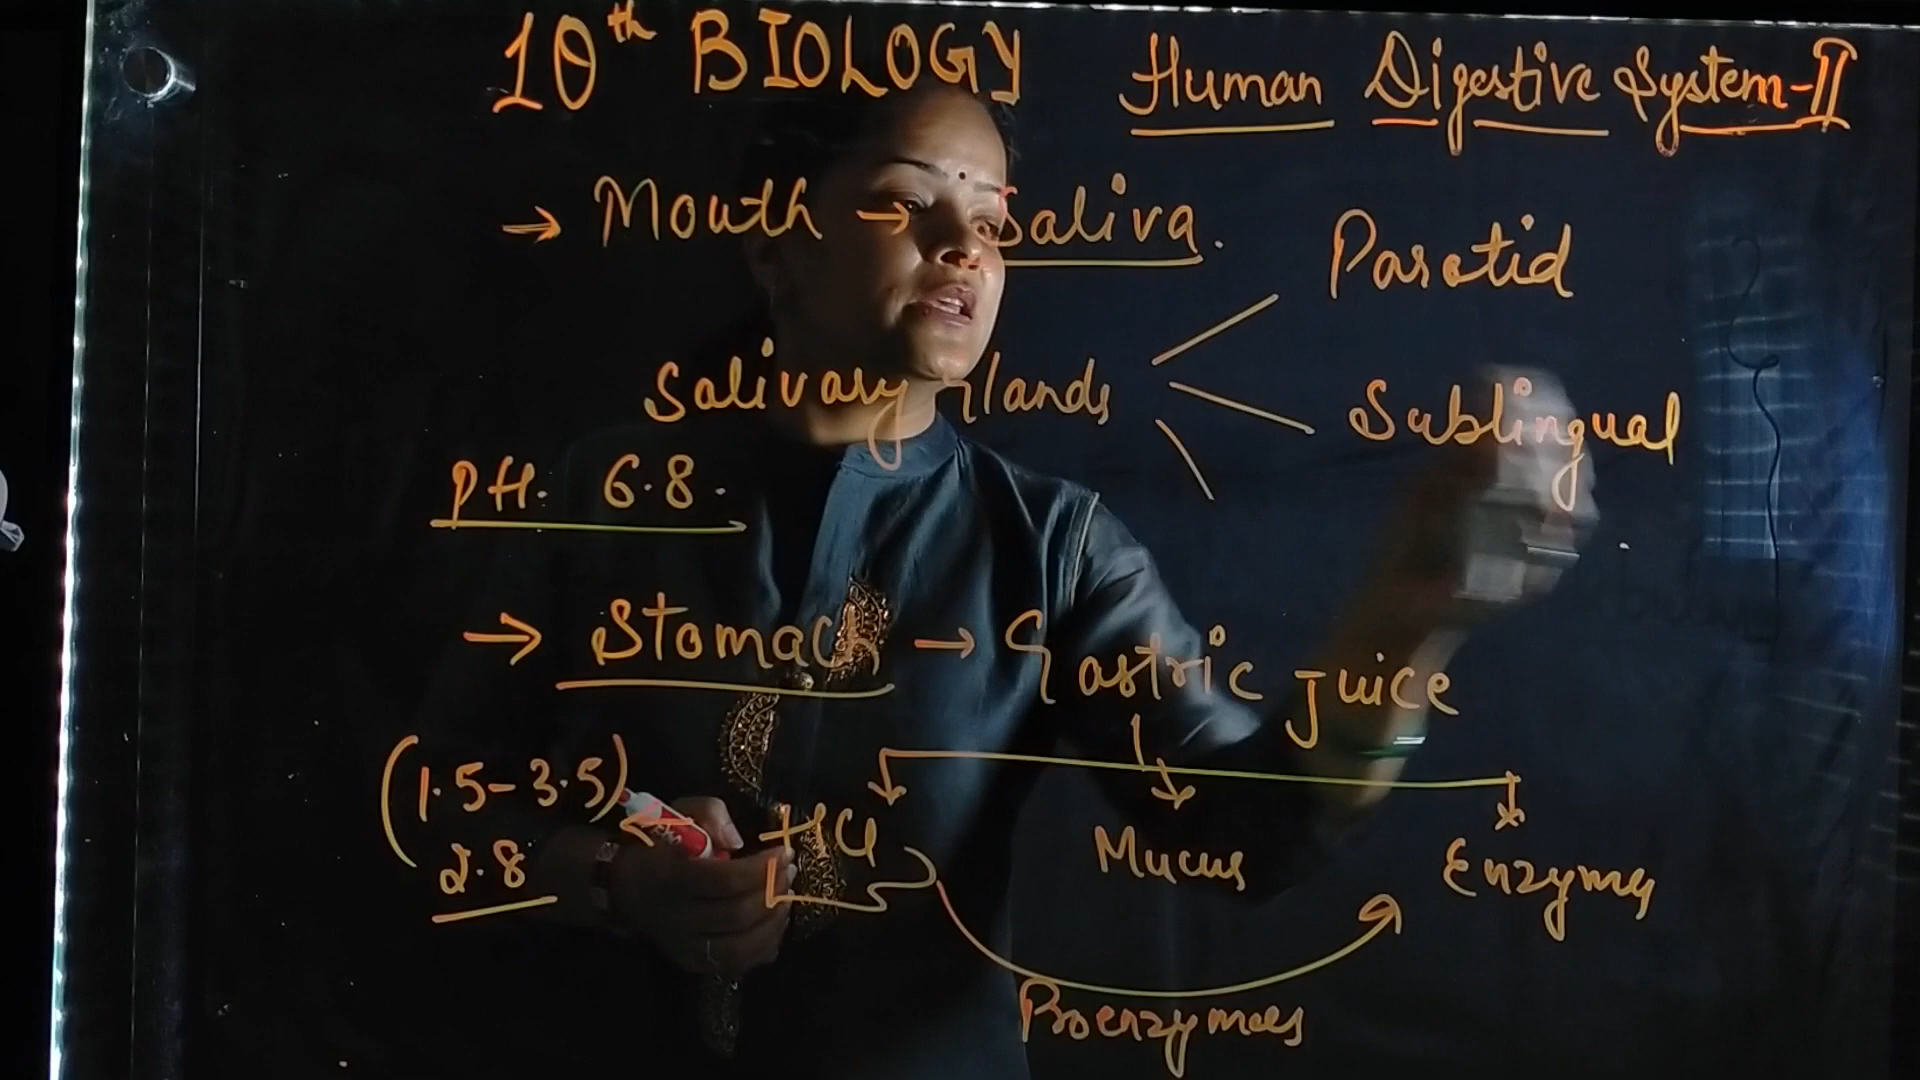 10th BIOLOGY Human Digestive System-II
→ Mouth → Saliva.
Parotid
Salivary Glands
Sublingual
PH. 6.8.
→ Stomach → Gastric juice
(1.5-3.5) ← HCl Mucus Enzymes
2.8
Proenzymes